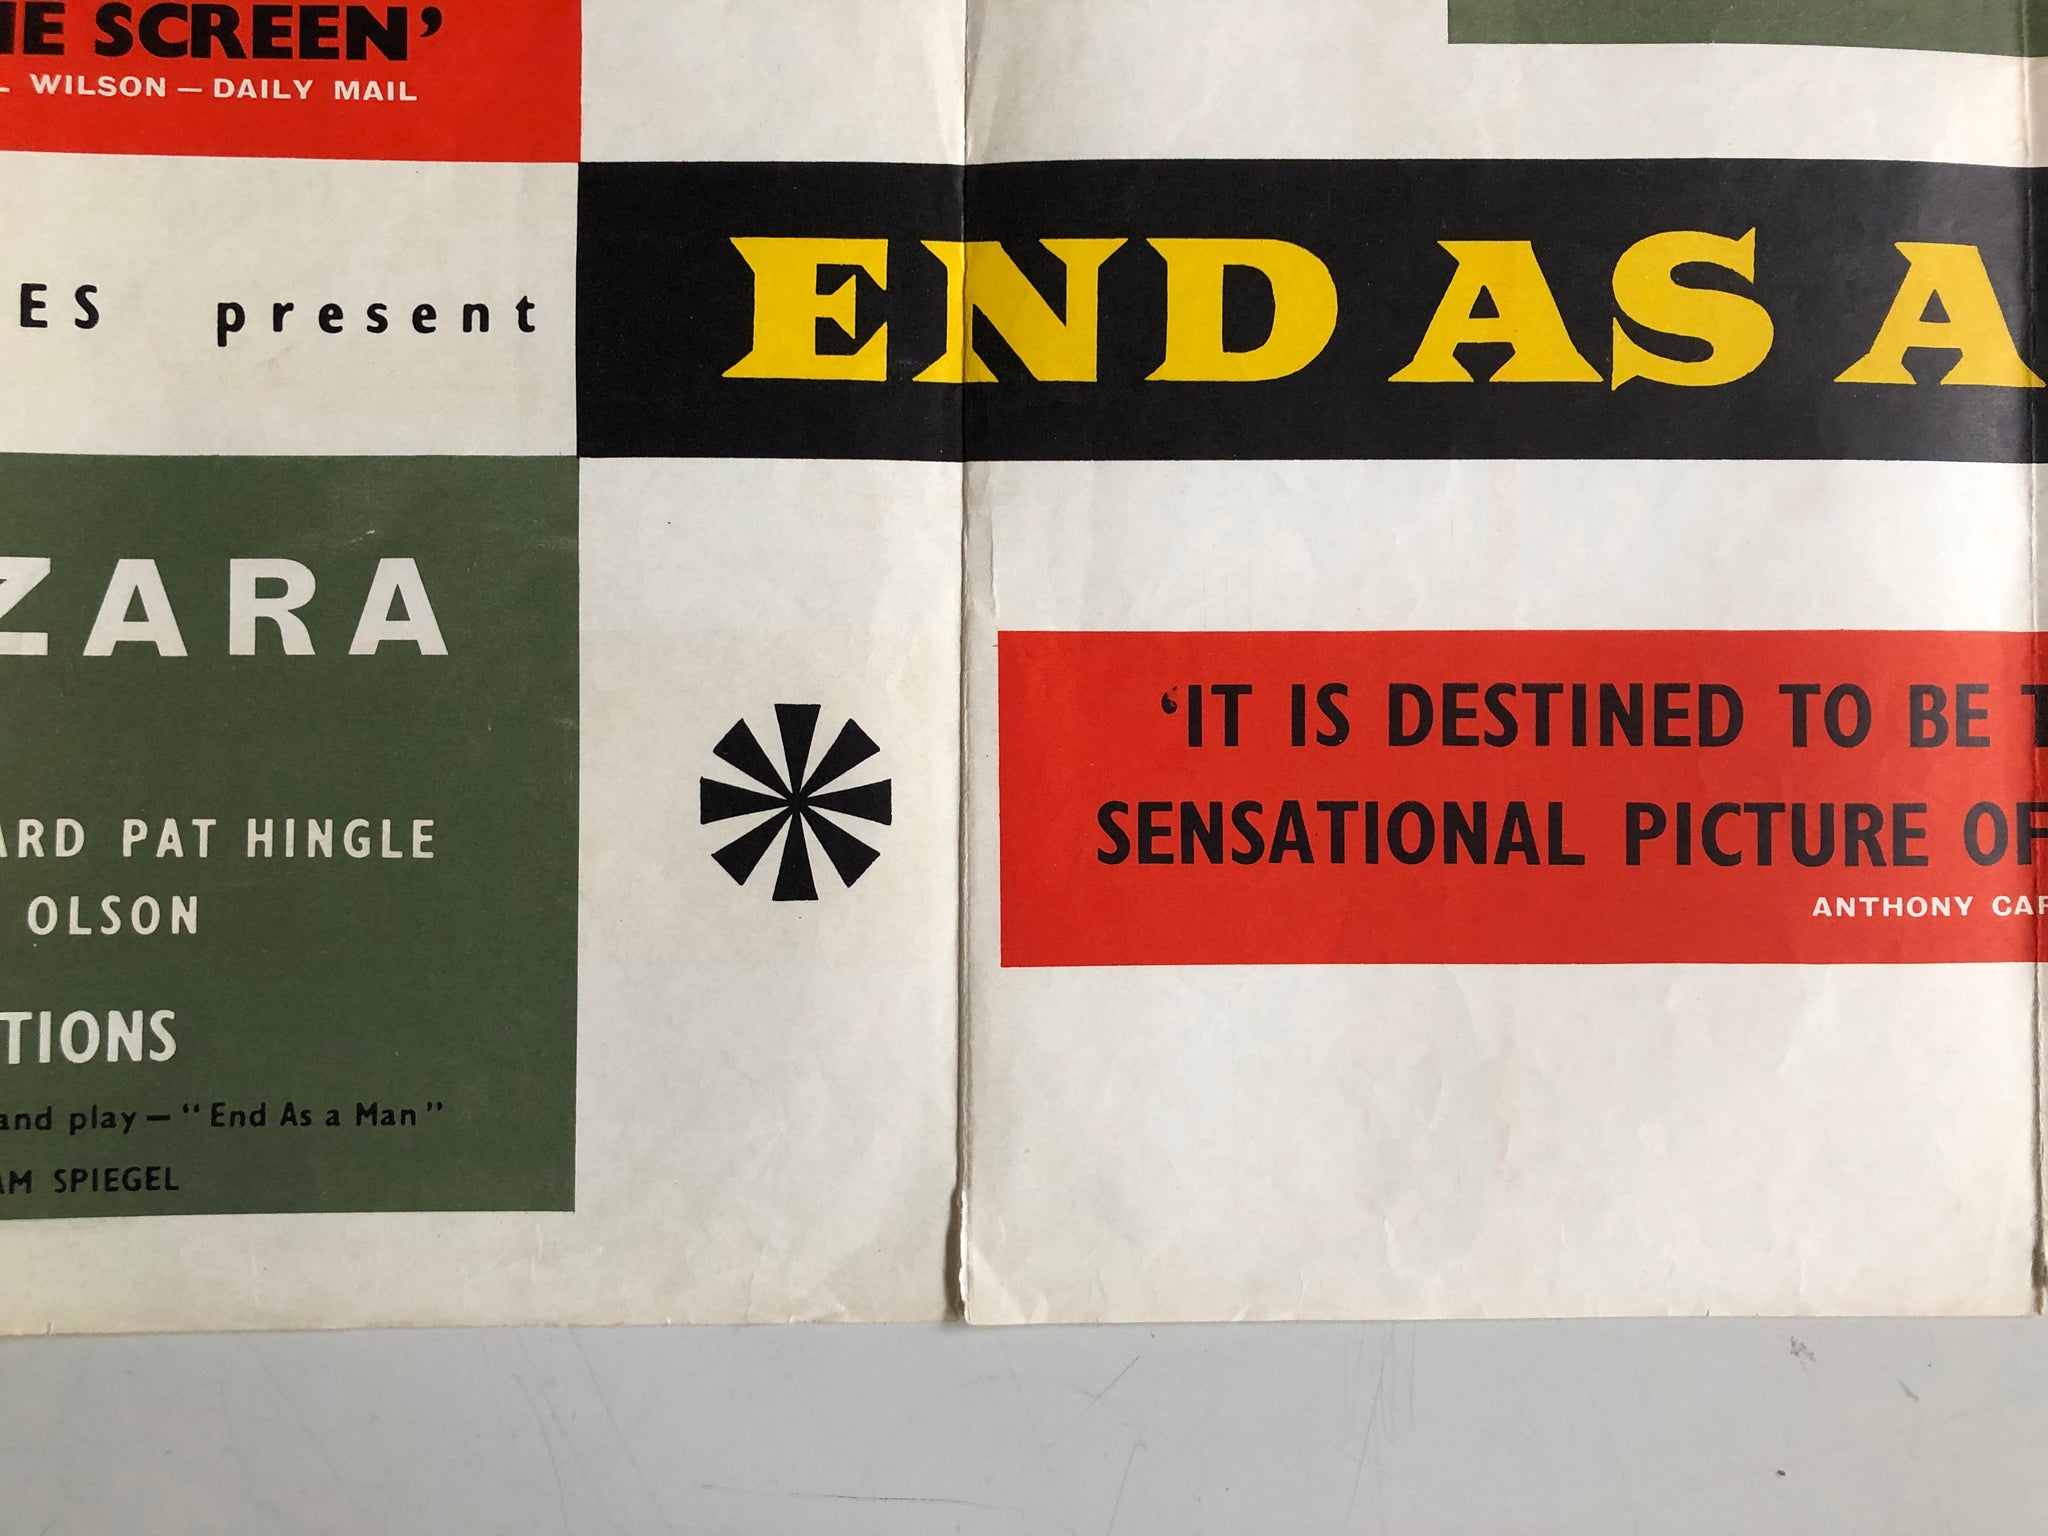 E SCREEN’
WILSON — DAILY MAIL
ES present
END AS A
ZARA
ARD PAT HINGLE
OLSON
TIONS
and play — “End As a Man”
AM SPIEGEL
‘IT IS DESTINED TO BE
SENSATIONAL PICTURE OF
ANTHONY